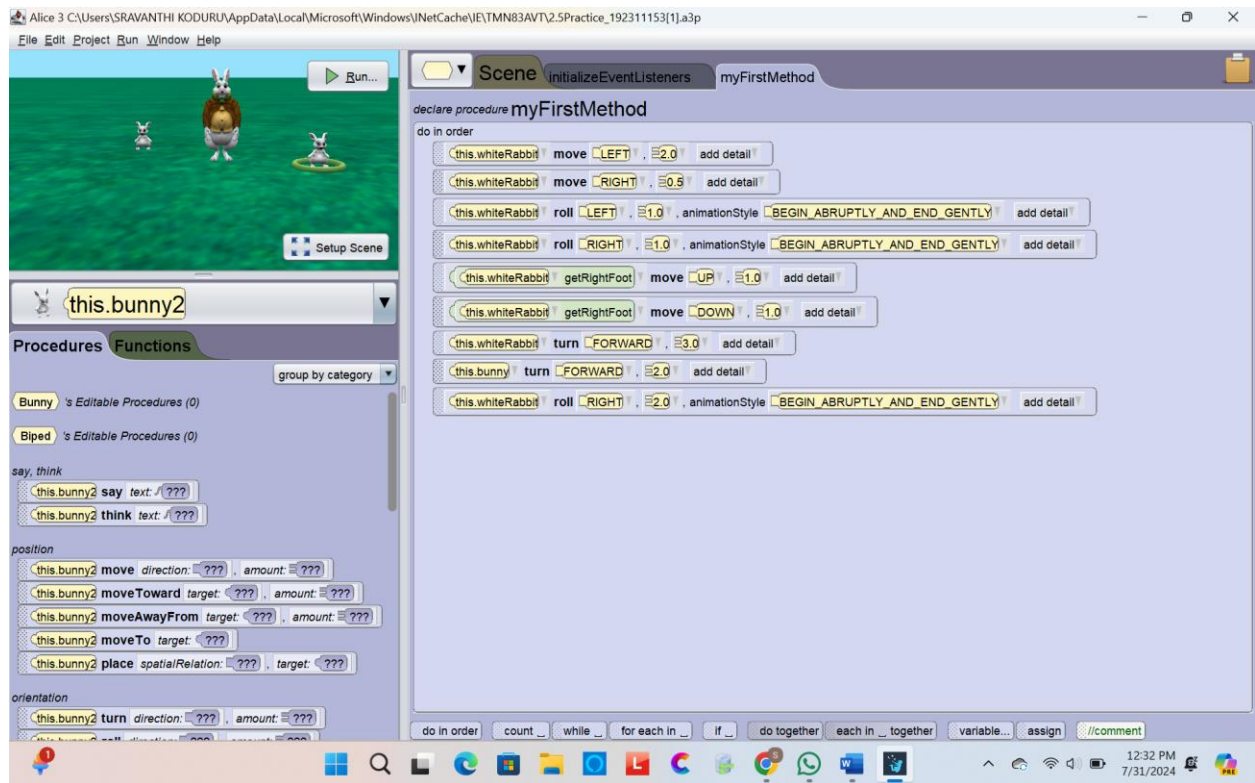 Alice 3 C:\Users\SRAVANTHI KODURU\AppData\Local\Microsoft\Windows\INetCache\IE\TMN83AVT\2.5Practice_192311153[1].a3p
File Edit Project Run Window Help
Run...
Setup Scene
this.bunny2
Procedures Functions
group by category
Bunny 's Editable Procedures (0)
Biped 's Editable Procedures (0)
say, think
this.bunny2 say text: ???
this.bunny2 think text: ???
position
this.bunny2 move direction: ??? , amount: ???
this.bunny2 moveToward target: ??? , amount: ???
this.bunny2 moveAwayFrom target: ??? , amount: ???
this.bunny2 moveTo target: ???
this.bunny2 place spatialRelation: ??? , target: ???
orientation
this.bunny2 turn direction: ??? , amount: ???
Scene initializeEventListeners myFirstMethod
declare procedure myFirstMethod
do in order
this.whiteRabbit move LEFT , 2.0 add detail
this.whiteRabbit move RIGHT , 0.5 add detail
this.whiteRabbit roll LEFT , 1.0 , animationStyle BEGIN_ABRUPTLY_AND_END_GENTLY add detail
this.whiteRabbit roll RIGHT , 1.0 , animationStyle BEGIN_ABRUPTLY_AND_END_GENTLY add detail
this.whiteRabbit getRightFoot move UP , 1.0 add detail
this.whiteRabbit getRightFoot move DOWN , 1.0 add detail
this.whiteRabbit turn FORWARD , 3.0 add detail
this.bunny turn FORWARD , 2.0 add detail
this.whiteRabbit roll RIGHT , 2.0 , animationStyle BEGIN_ABRUPTLY_AND_END_GENTLY add detail
do in order count _ while _ for each in _ if _ do together each in _ together variable... assign //comment
12:32 PM
7/31/2024